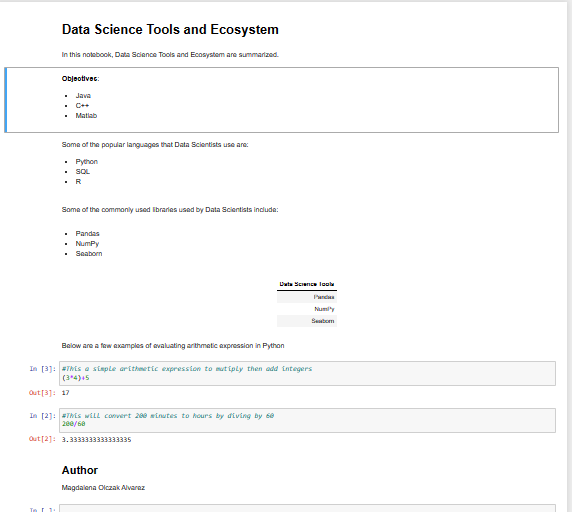 Data Science Tools and Ecosystem
In this notebook, Data Science Tools and Ecosystem are summarized.
Objectives:
Java
C++
Matlab
Some of the popular languages that Data Scientists use are:
Python
SQL
R
Some of the commonly used libraries used by Data Scientists include:
Pandas
NumPy
Seaborn
Data Science Tools
Pandas
NumPy
Seaborn
Below are a few examples of evaluating arithmetic expression in Python
In [3]: #This a simple arithmetic expression to mutiply then add integers
(3*4)+5
Out[3]: 17
In [2]: #This will convert 200 minutes to hours by diving by 60
200/60
Out[2]: 3.3333333333333335
Author
Magdalena Olczak Alvarez
In [ ]: